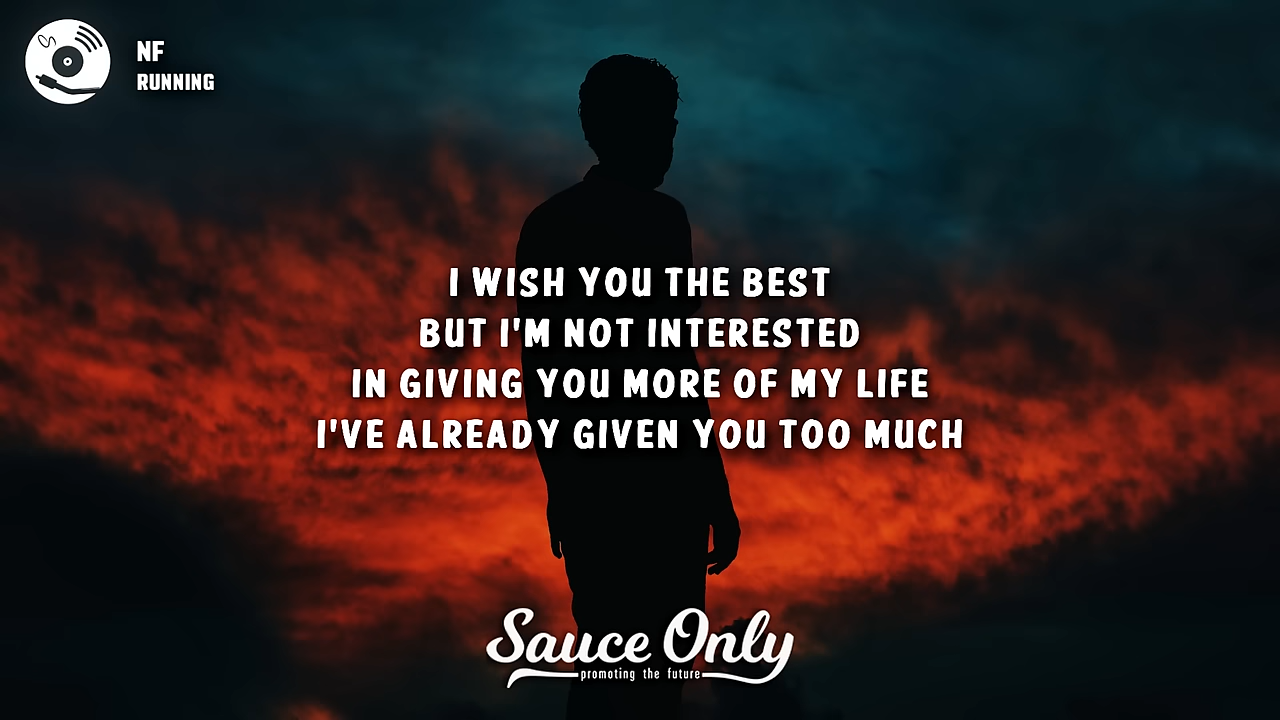 NF
RUNNING
I WISH YOU THE BEST
BUT I'M NOT INTERESTED
IN GIVING YOU MORE OF MY LIFE
I'VE ALREADY GIVEN YOU TOO MUCH
Sauce Only
promoting the future